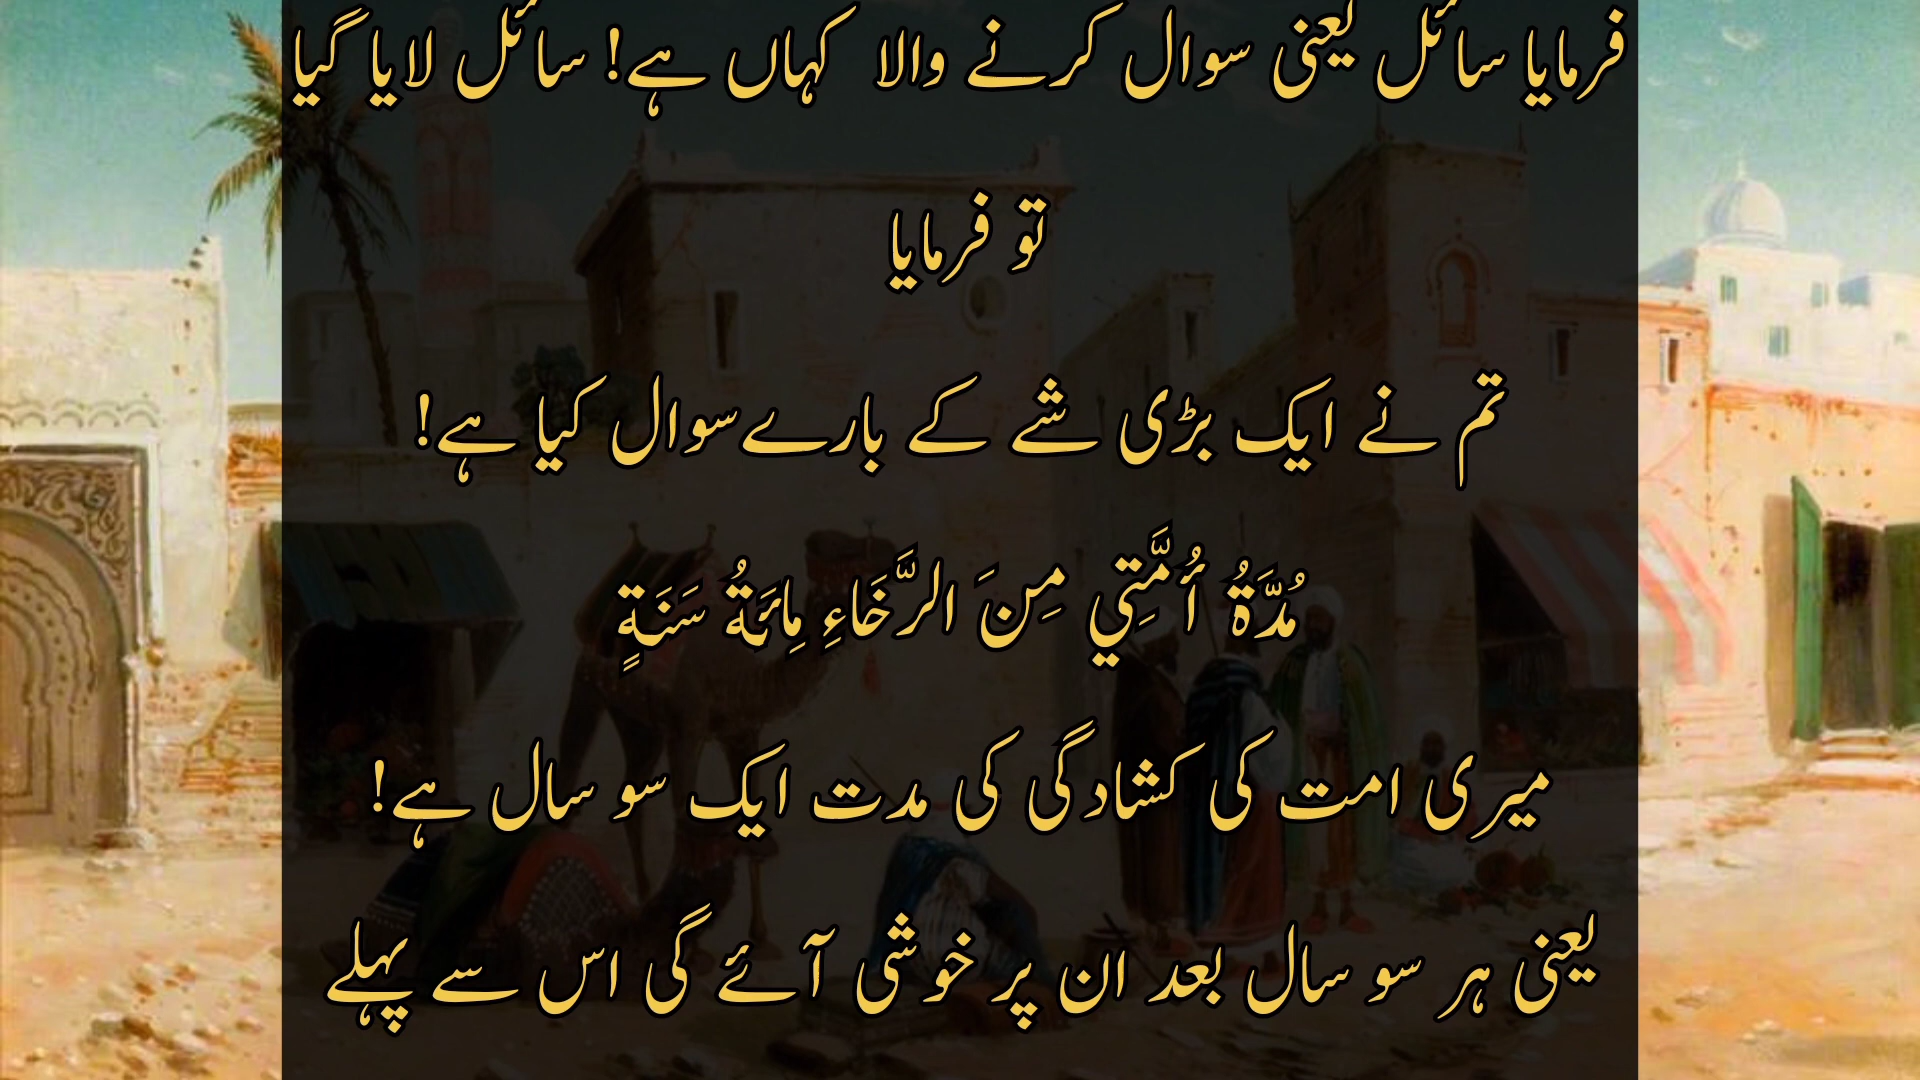 فرمایا سائل یعنی سوال کرنے والا کہاں ہے! سائل لایا گیا
تو فرمایا
تم نے ایک بڑی شے کے بارے سوال کیا ہے!
مُدَّةُ أُمَّتِي مِنَ الرَّخَاءِ مِائَةُ سَنَةٍ
میری امت کی کشادگی کی مدت ایک سو سال ہے!
یعنی ہر سو سال بعد ان پر خوشی آئے گی اس سے پہلے